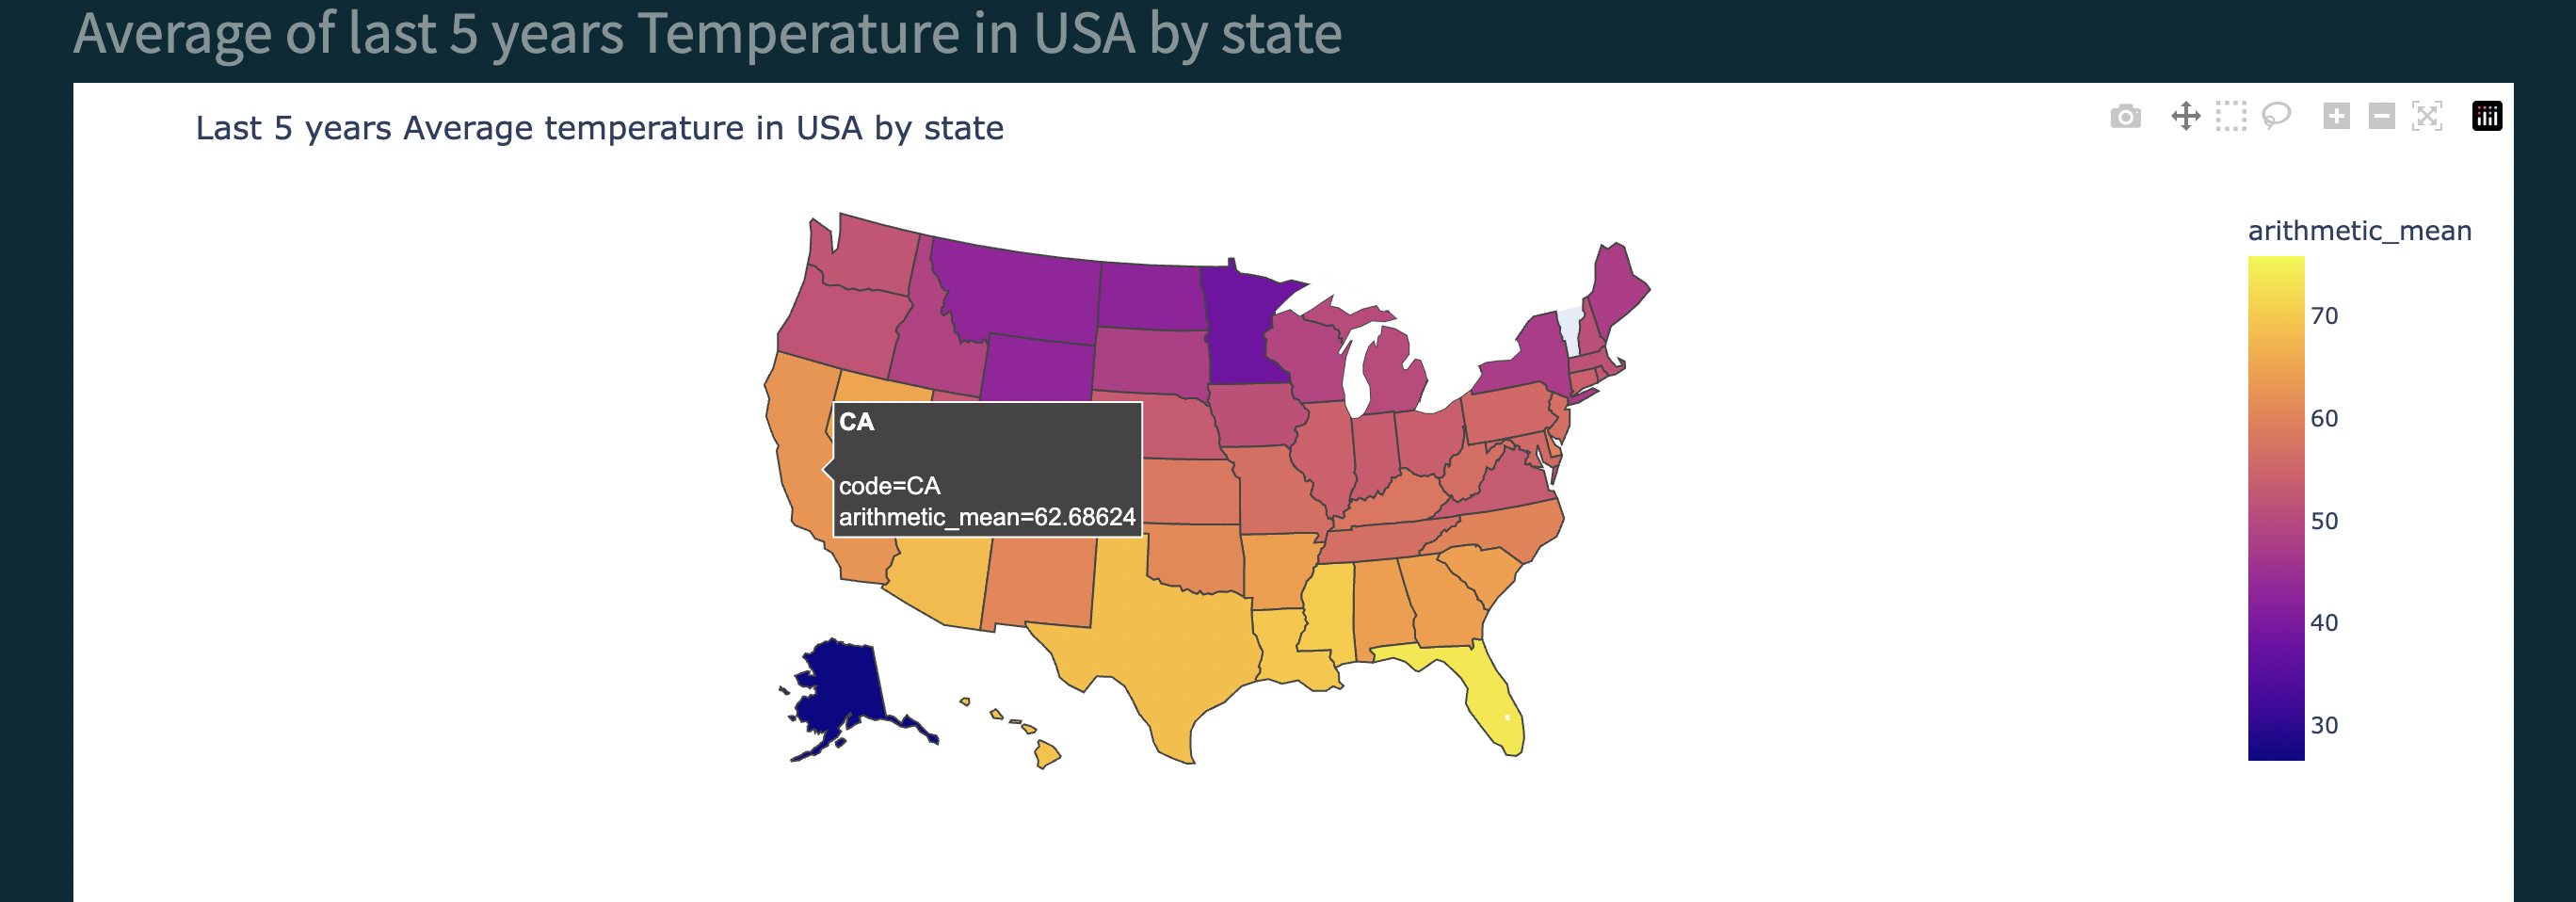 Average of last 5 years Temperature in USA by state
Last 5 years Average temperature in USA by state
arithmetic_mean
70
60
50
40
30
CA
code=CA
arithmetic_mean=62.68624